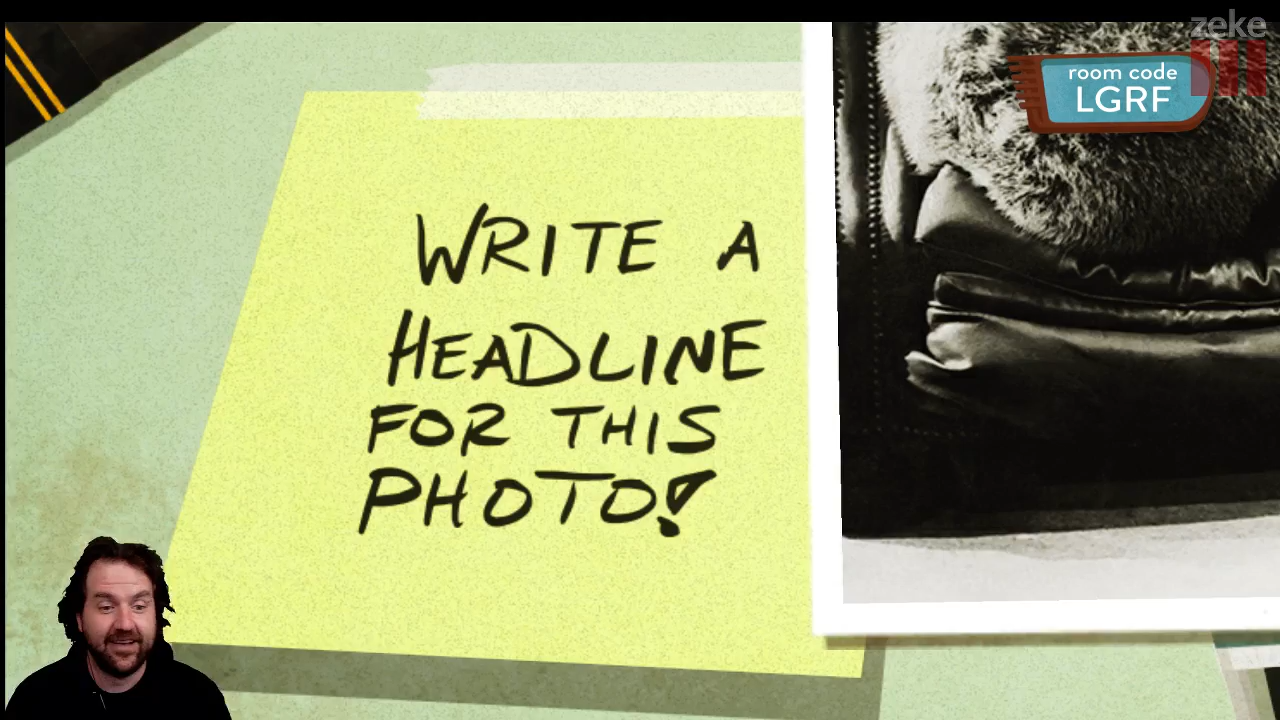 zeke
room code
LGRF
WRITE A
HEADLINE
FOR THIS
PHOTO!